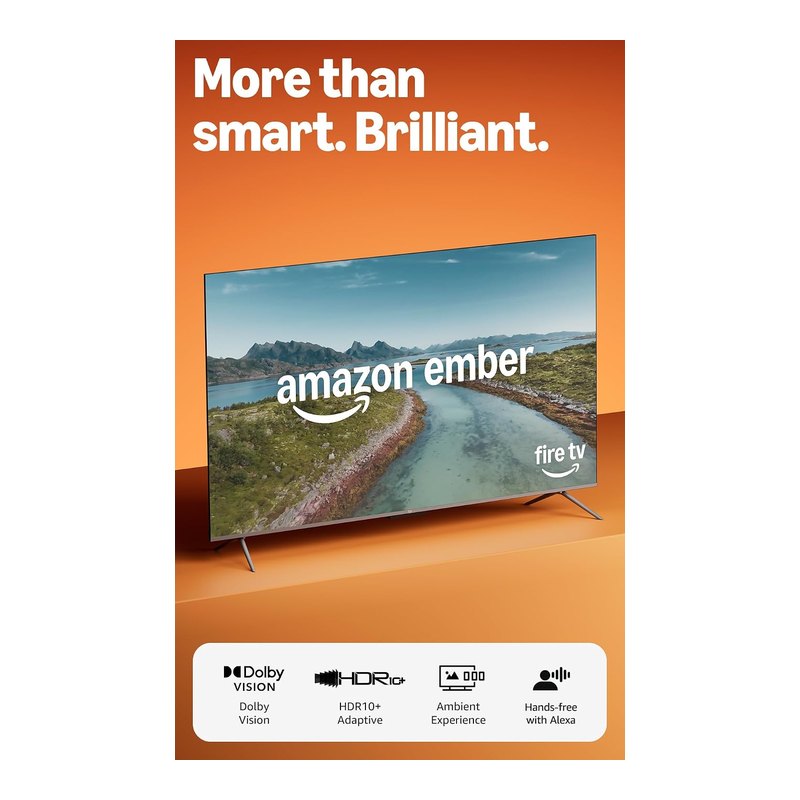 More than
smart. Brilliant.
amazon ember
fire tv
Dolby
VISION
HDR10+
Dolby
Vision
HDR10+
Adaptive
Ambient
Experience
Hands-free
with Alexa